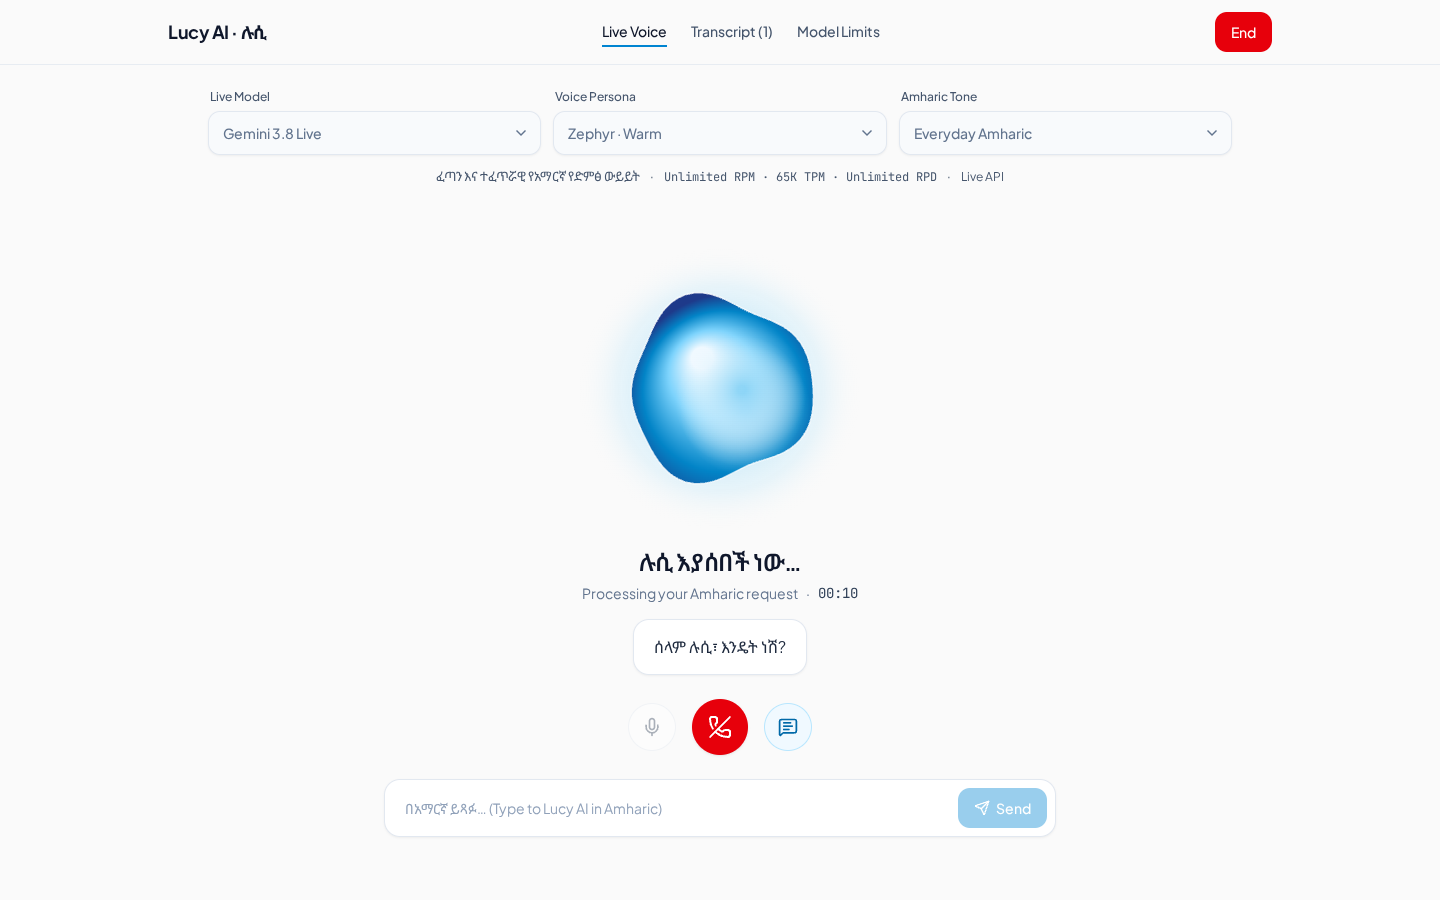 Lucy AI · ሉሲ
Live Voice
Transcript (1)
Model Limits
End
Live Model
Voice Persona
Amharic Tone
Gemini 3.8 Live
Zephyr · Warm
Everyday Amharic
ፈጣን እና ተፈጥሯዊ የአማርኛ የድምፅ ውይይት · Unlimited RPM · 65K TPM · Unlimited RPD · Live API
ሉሲ እያሰበች ነው...
Processing your Amharic request · 00:10
ሰላም ሉሲ፣ እንዴት ነሽ?
በአማርኛ ይጻፉ... (Type to Lucy AI in Amharic)
Send